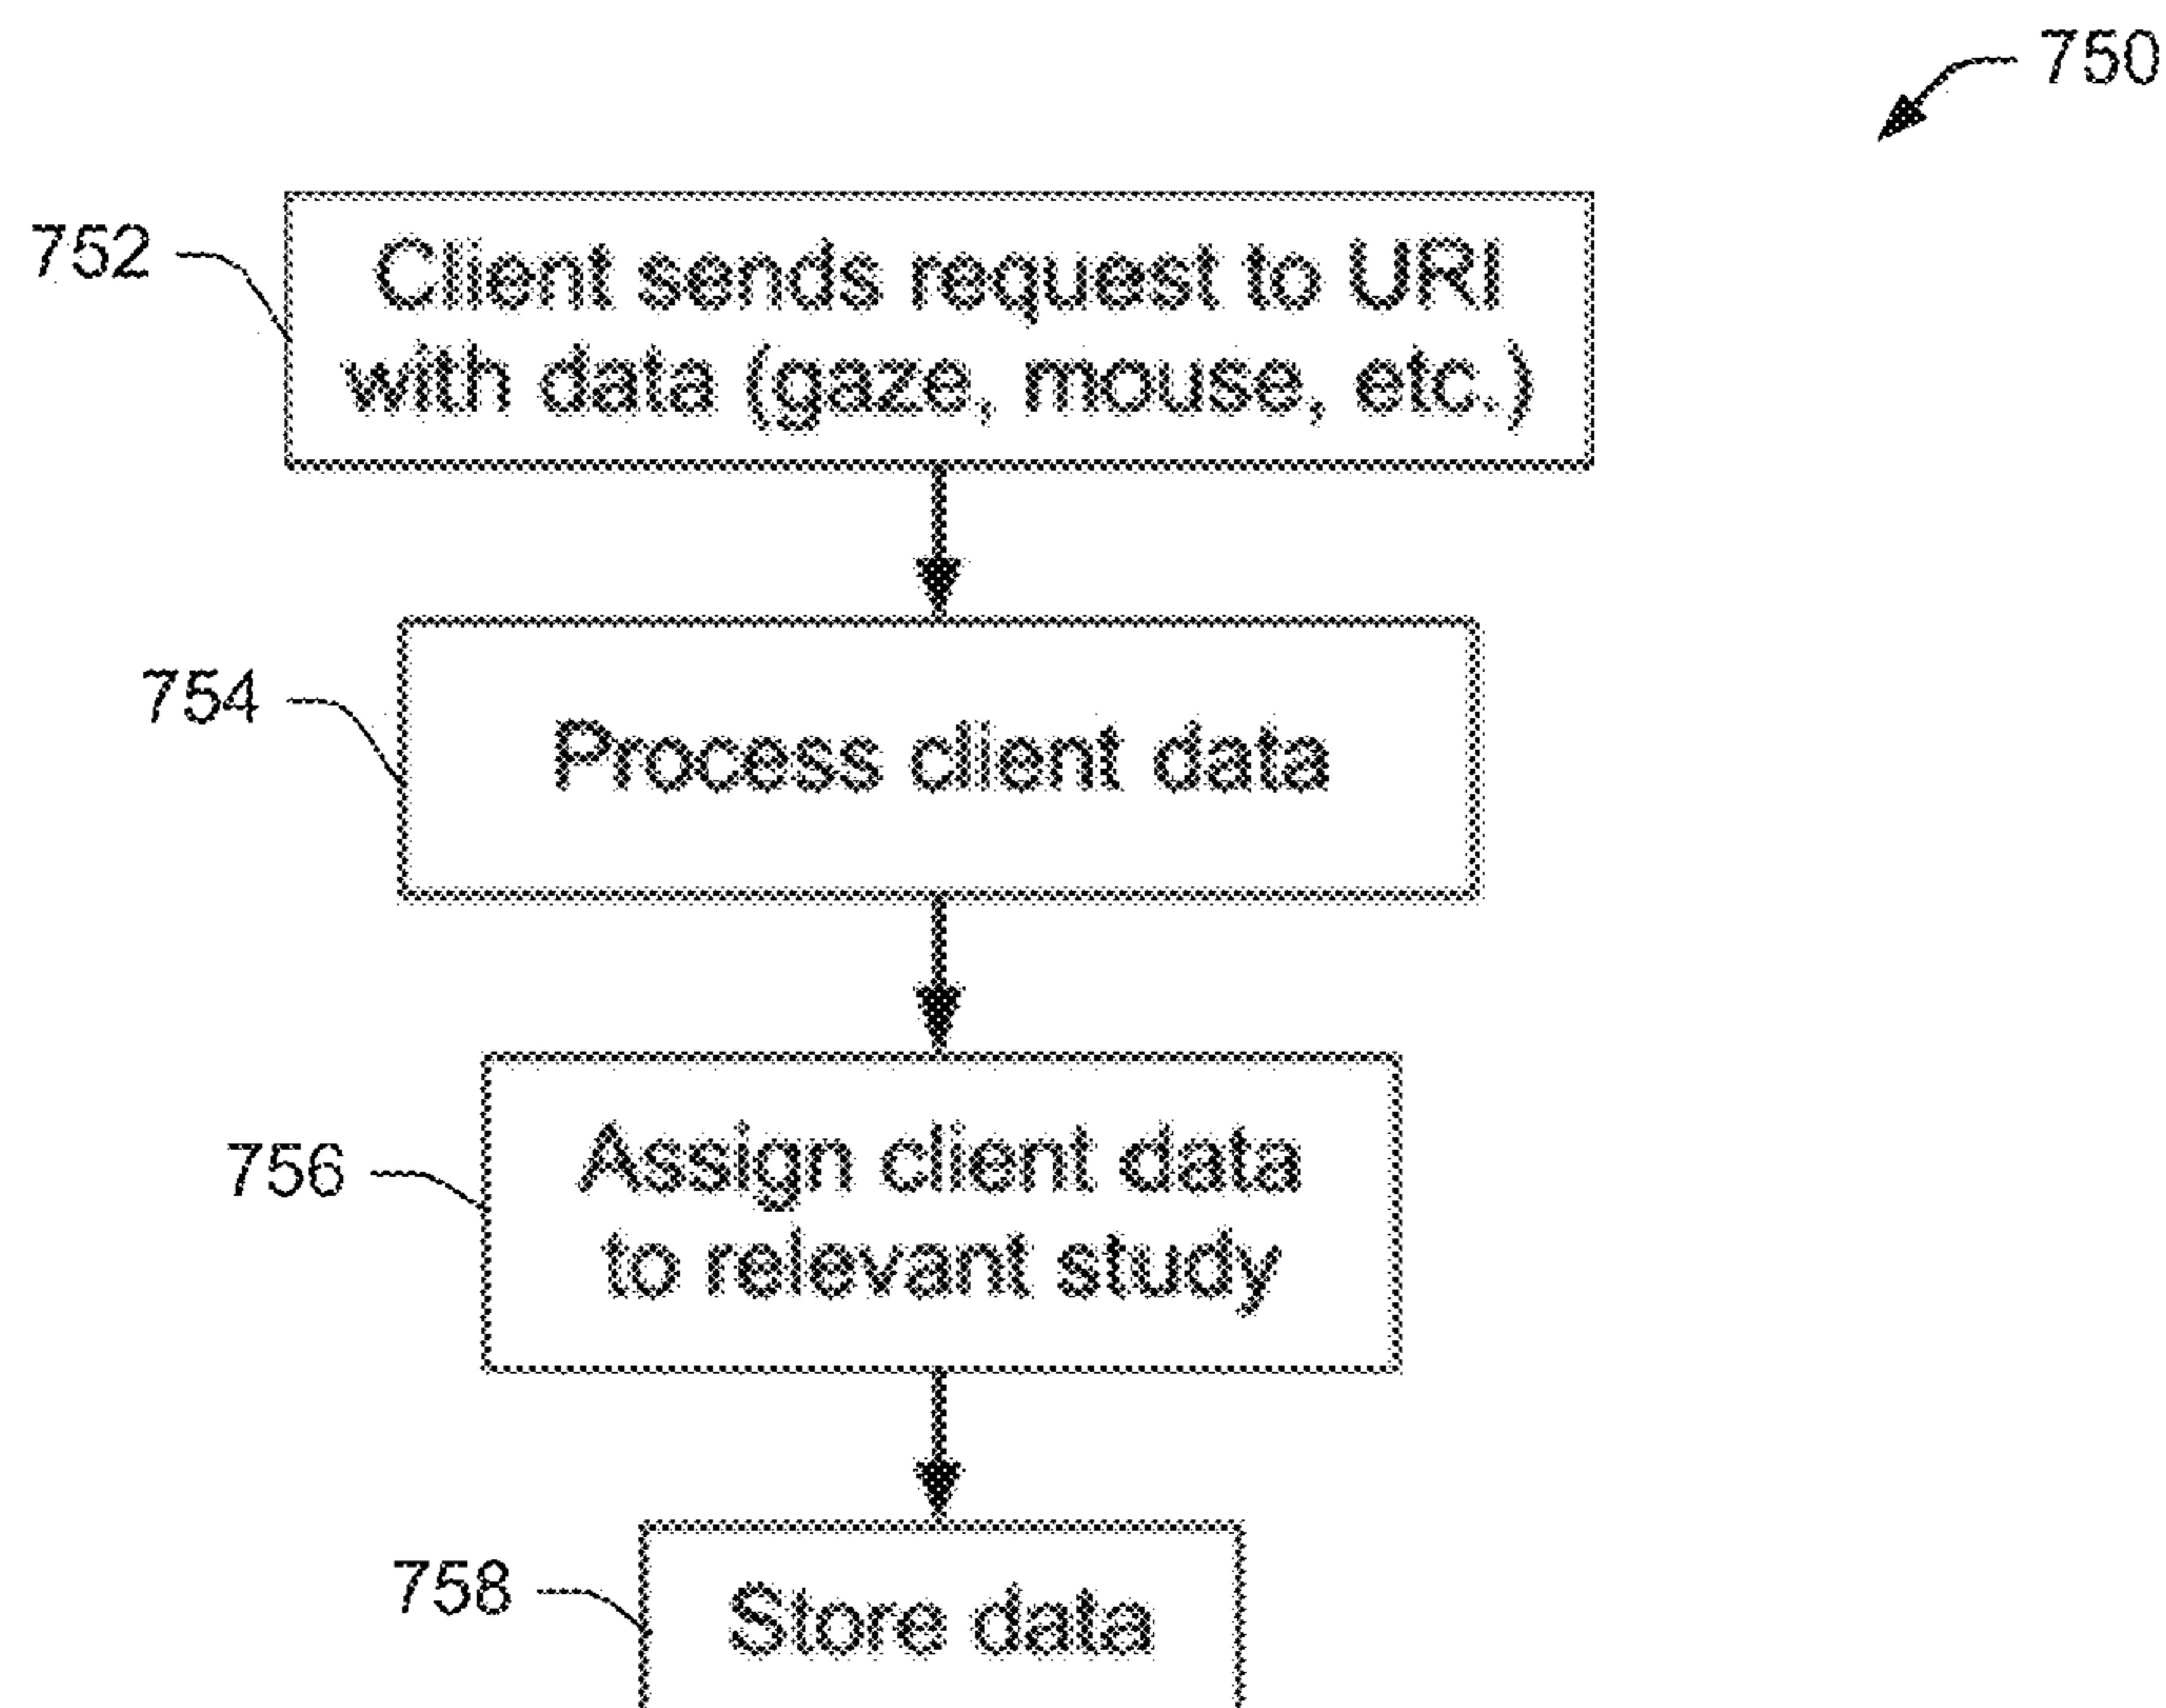 750
752
Client sends request to URI
with data (gaze, mouse, etc.)
754
Process client data
756
Assign client data
to relevant study
758
Store data